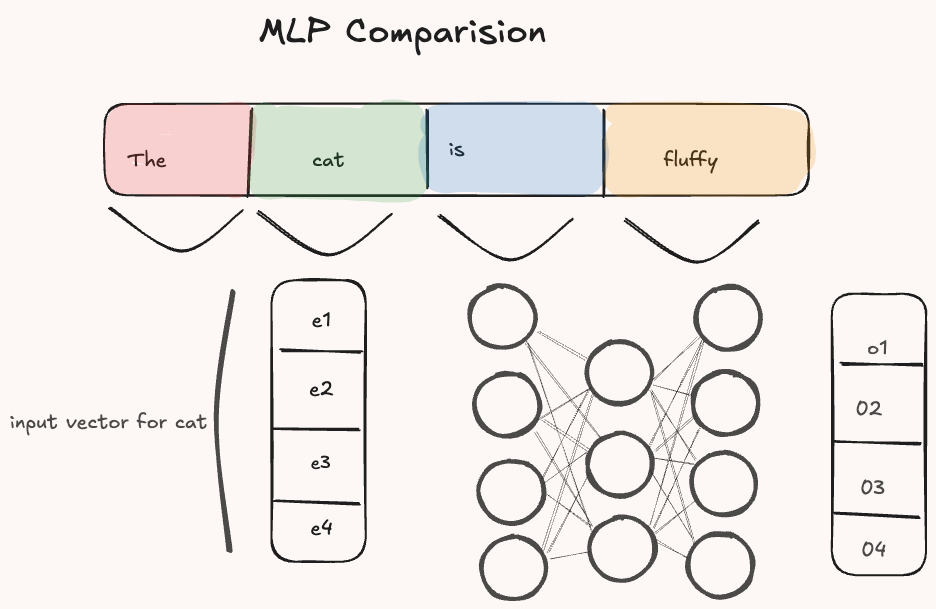 MLP Comparision
The cat is fluffy
e1
e2
input vector for cat
e3
e4
o1
02
03
04